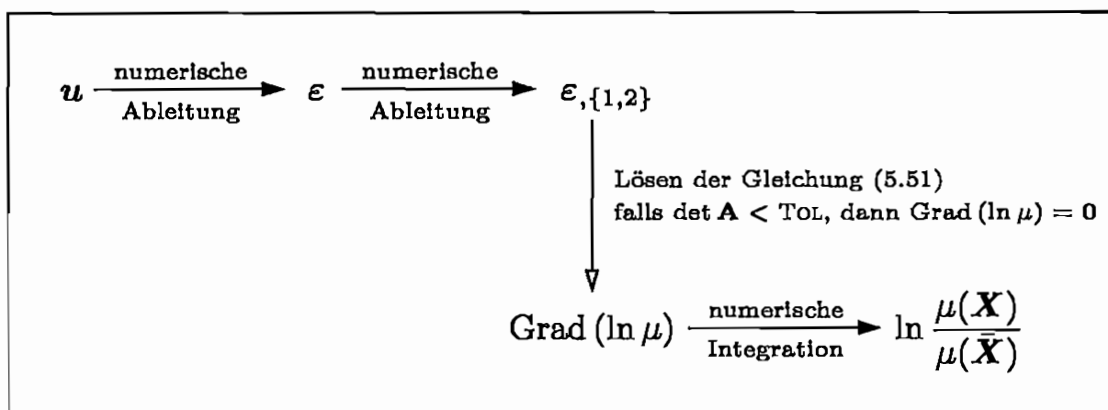 numerische numerische
u ε ε,{1,2}
Ableitung Ableitung
Lösen der Gleichung (5.51)
falls det A < TOL, dann Grad (ln μ) = 0
Grad (ln μ) numerische Integration ln μ(X) / μ(X̄)